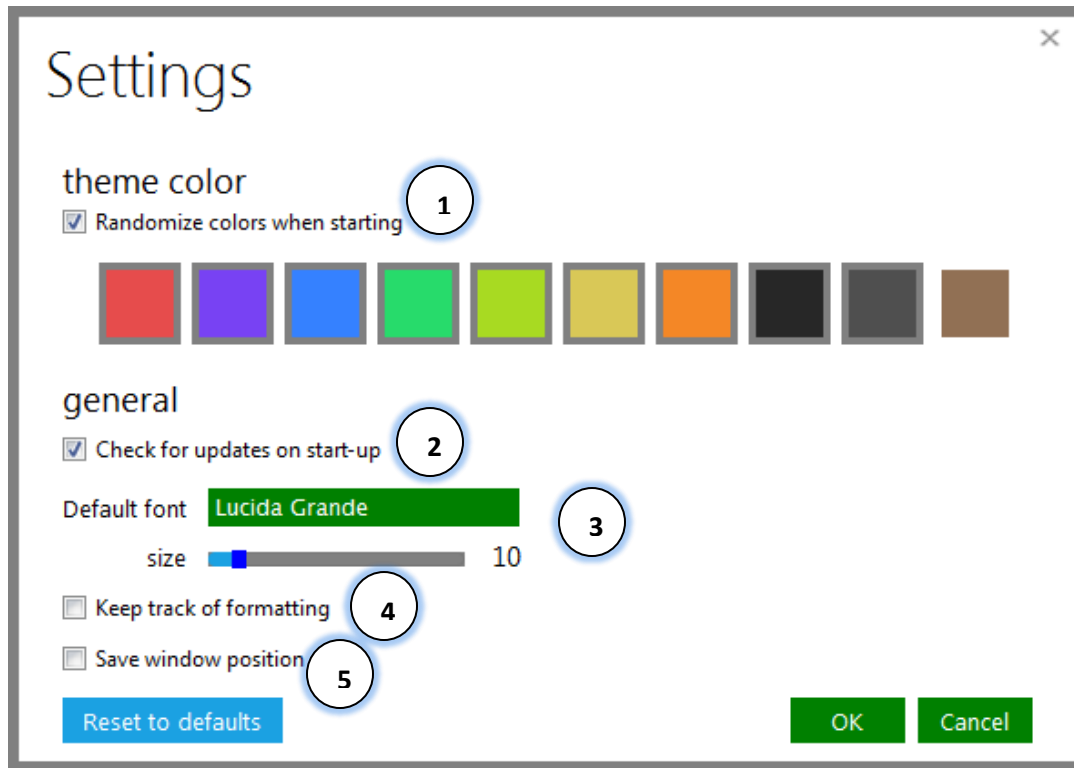 Settings
theme color
1
Randomize colors when starting
general
2
Check for updates on start-up
Default font Lucida Grande
3
size 10
4
Keep track of formatting
Save window position
5
Reset to defaults OK Cancel